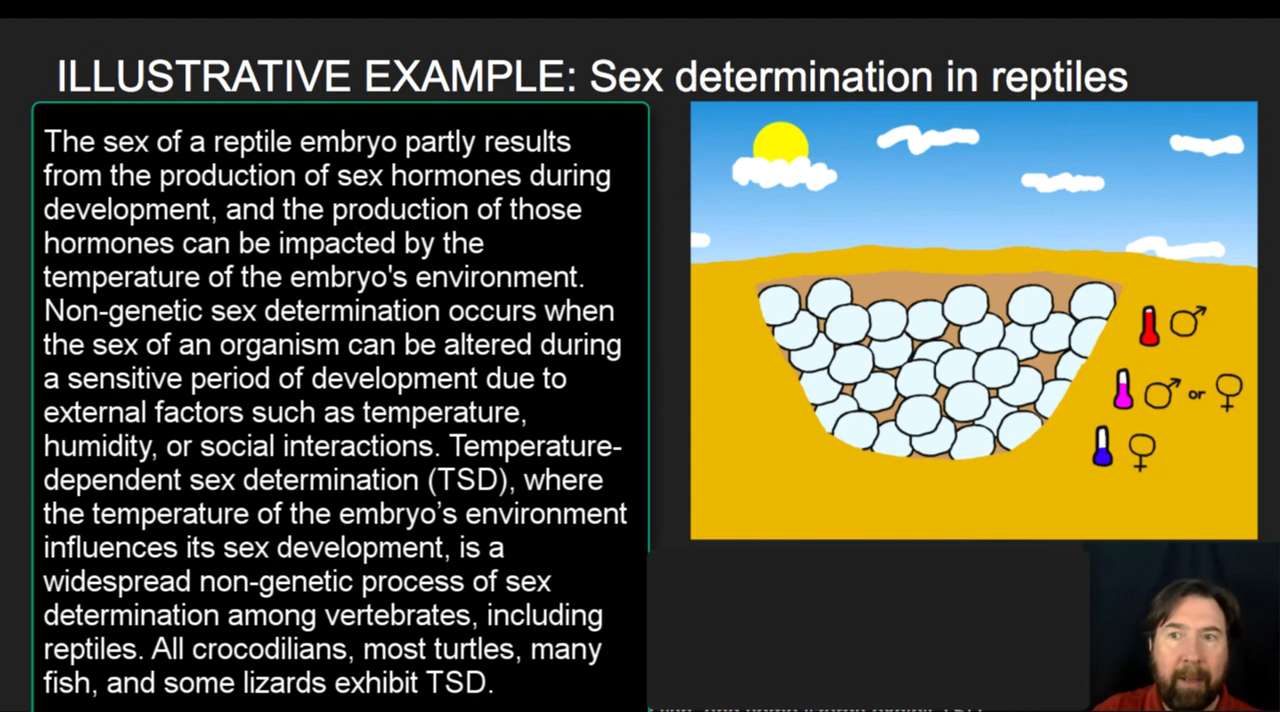 ILLUSTRATIVE EXAMPLE: Sex determination in reptiles
The sex of a reptile embryo partly results
from the production of sex hormones during
development, and the production of those
hormones can be impacted by the
temperature of the embryo's environment.
Non-genetic sex determination occurs when
the sex of an organism can be altered during
a sensitive period of development due to
external factors such as temperature,
humidity, or social interactions. Temperature-
dependent sex determination (TSD), where
the temperature of the embryo’s environment
influences its sex development, is a
widespread non-genetic process of sex
determination among vertebrates, including
reptiles. All crocodilians, most turtles, many
fish, and some lizards exhibit TSD.
♂
♂ or ♀
♀